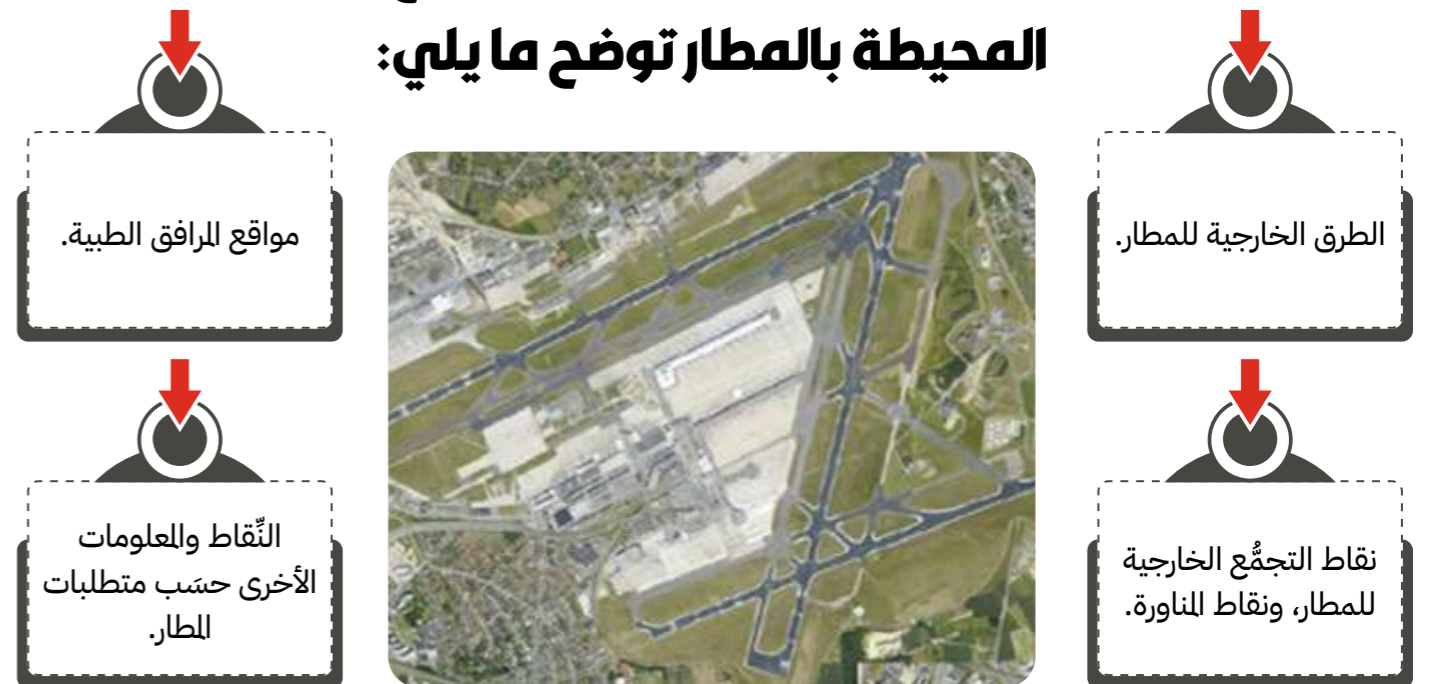 المحيطة بالمطار توضح ما يلي:
الطرق الخارجية للمطار.
مواقع المرافق الطبية.
نقاط التجمُّع الخارجية
للمطار، ونقاط المناورة.
النِّقاط والمعلومات
الأخرى حسَب متطلبات
المطار.